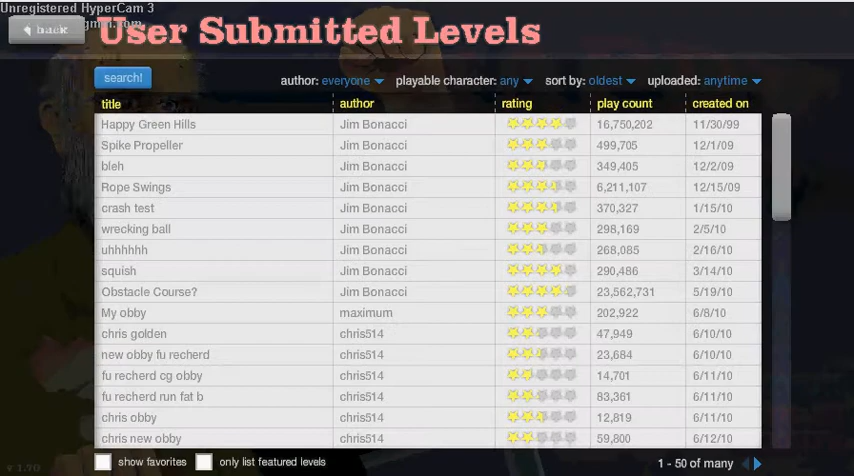 Unregistered HyperCam 3
back
User Submitted Levels
search!
author: everyone playable character: any sort by: oldest uploaded: anytime
title author rating play count created on
Happy Green Hills Jim Bonacci 16,750,202 11/30/99
Spike Propeller Jim Bonacci 499,705 12/1/09
bleh Jim Bonacci 349,405 12/2/09
Rope Swings Jim Bonacci 6,211,107 12/15/09
crash test Jim Bonacci 370,327 1/15/10
wrecking ball Jim Bonacci 298,169 2/5/10
uhhhhhh Jim Bonacci 268,085 2/16/10
squish Jim Bonacci 290,486 3/14/10
Obstacle Course? Jim Bonacci 23,562,731 5/19/10
My obby maximum 202,922 6/8/10
chris golden chris514 47,949 6/10/10
new obby fu recherd chris514 23,684 6/10/10
fu recherd cg obby chris514 14,701 6/11/10
fu recherd run fat b chris514 83,361 6/11/10
chris obby chris514 12,819 6/11/10
chris new obby chris514 59,800 6/12/10
show favorites only list featured levels 1 - 50 of many
v 1.70